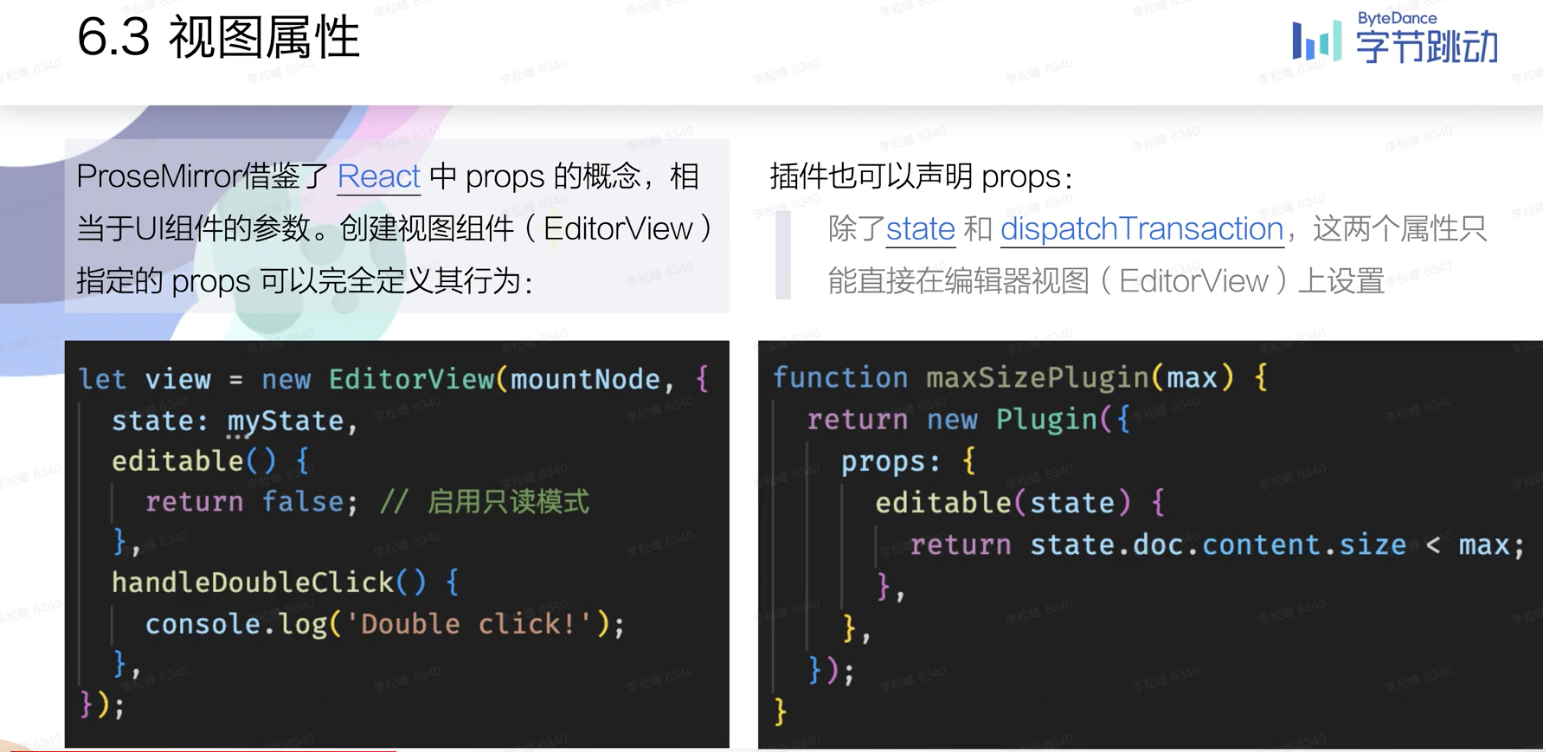 6.3 视图属性
ByteDance
字节跳动
ProseMirror借鉴了 React 中 props 的概念，相
当于UI组件的参数。创建视图组件（EditorView）
指定的 props 可以完全定义其行为：
let view = new EditorView(mountNode, {
  state: myState,
  editable() {
    return false; // 启用只读模式
  },
  handleDoubleClick() {
    console.log('Double click!');
  },
});
插件也可以声明 props：
除了state 和 dispatchTransaction，这两个属性只
能直接在编辑器视图（EditorView）上设置
function maxSizePlugin(max) {
  return new Plugin({
    props: {
      editable(state) {
        return state.doc.content.size < max;
      },
    },
  });
}
李松峰 6340